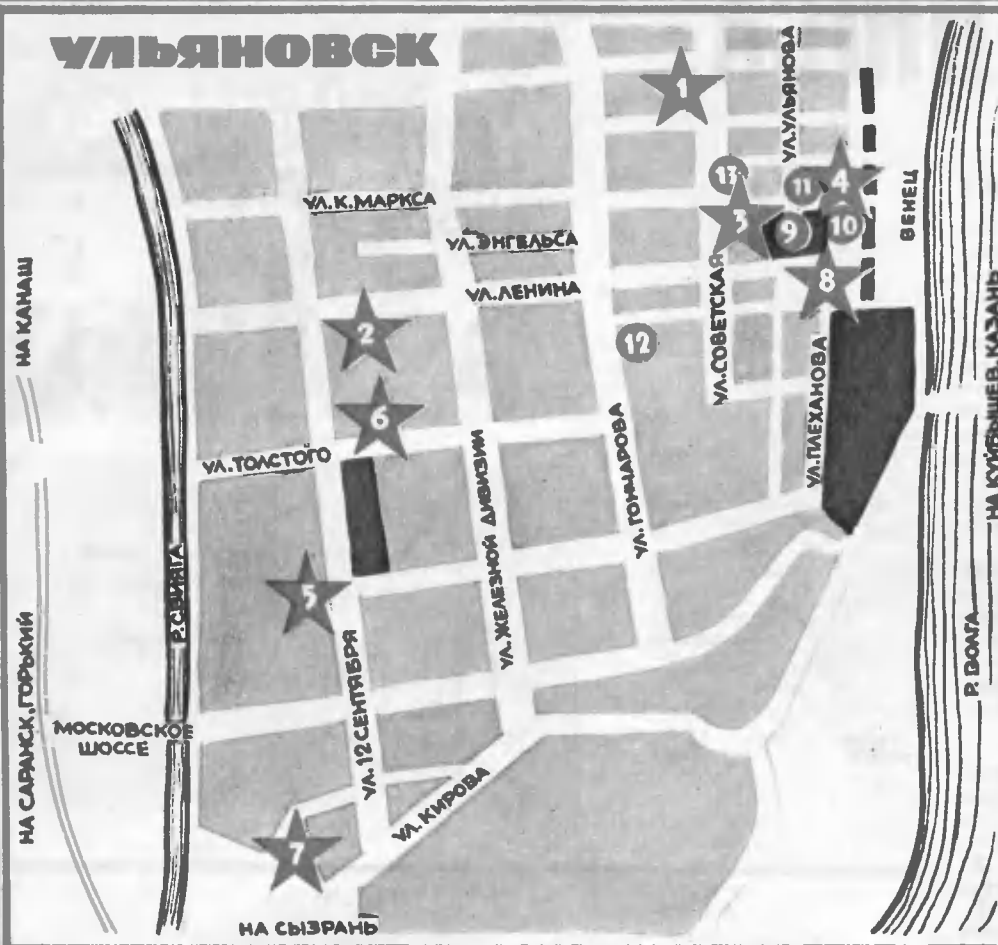 УЛЬЯНОВСК
1
УЛ.УЛЬЯНОВА
13
11
4
УЛ.К.МАРКСА
3
9
10
ВЕНЕЦ
УЛ.ЭНГЕЛЬСА
НА КАНАШ
УЛ.ЛЕНИНА
8
УЛ.СОВЕТСКАЯ
2
12
НА КУЙБЫШЕВ, КАЗАНЬ
6
УЛ.ПЛЕХАНОВА
УЛ.ТОЛСТОГО
УЛ.ГОНЧАРОВА
УЛ.ЖЕЛЕЗНОЙ ДИВИЗИИ
5
Р.СВИЯГА
Р. ВОЛГА
НА САРАНСК,ГОРЬКИЙ
УЛ.12 СЕНТЯБРЯ
МОСКОВСКОЕ
ШОССЕ
УЛ.КИРОВА
7
НА СЫЗРАНЬ